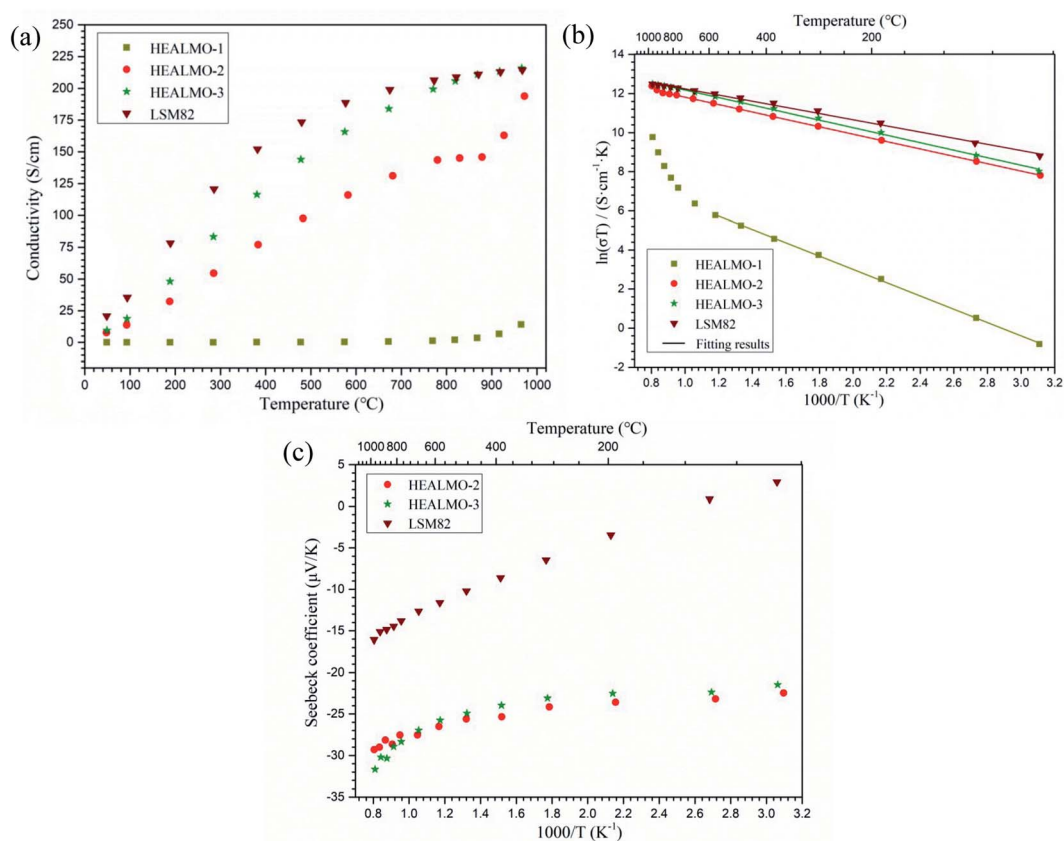 (a)
HEALMO-1
HEALMO-2
HEALMO-3
LSM82
Conductivity (S/cm)
250
225
200
175
150
125
100
75
50
25
0
0 100 200 300 400 500 600 700 800 900 1000
Temperature (°C)
(b)
Temperature (°C)
1000 800 600 400 200
ln(σT) / (S·cm⁻¹·K)
14
12
10
8
6
4
2
0
-2
HEALMO-1
HEALMO-2
HEALMO-3
LSM82
Fitting results
0.6 0.8 1.0 1.2 1.4 1.6 1.8 2.0 2.2 2.4 2.6 2.8 3.0 3.2
1000/T (K⁻¹)
(c)
Temperature (°C)
1000 800 600 400 200
HEALMO-2
HEALMO-3
LSM82
Seebeck coefficient (μV/K)
5
0
-5
-10
-15
-20
-25
-30
-35
0.8 1.0 1.2 1.4 1.6 1.8 2.0 2.2 2.4 2.6 2.8 3.0 3.2
1000/T (K⁻¹)